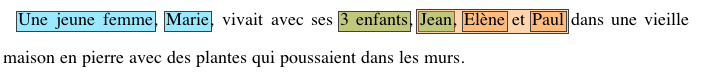 Une jeune femme, Marie, vivait avec ses 3 enfants, Jean, Elène et Paul dans une vieille
maison en pierre avec des plantes qui poussaient dans les murs.